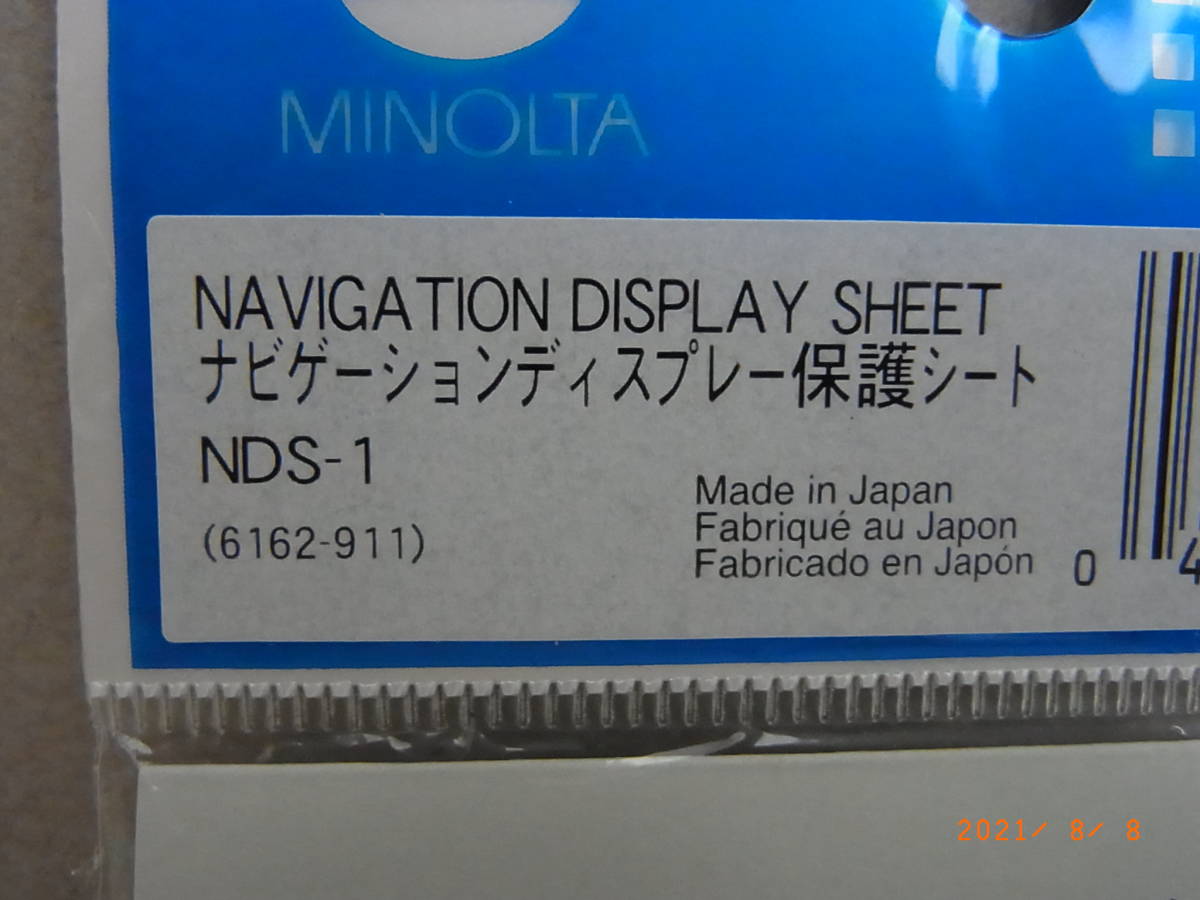 MINOLTA
NAVIGATION DISPLAY SHEET
ナビゲーションディスプレー保護シート
NDS-1
(6162-911)
Made in Japan
Fabriqué au Japon
Fabricado en Japón
0 4
2021/ 8/ 8